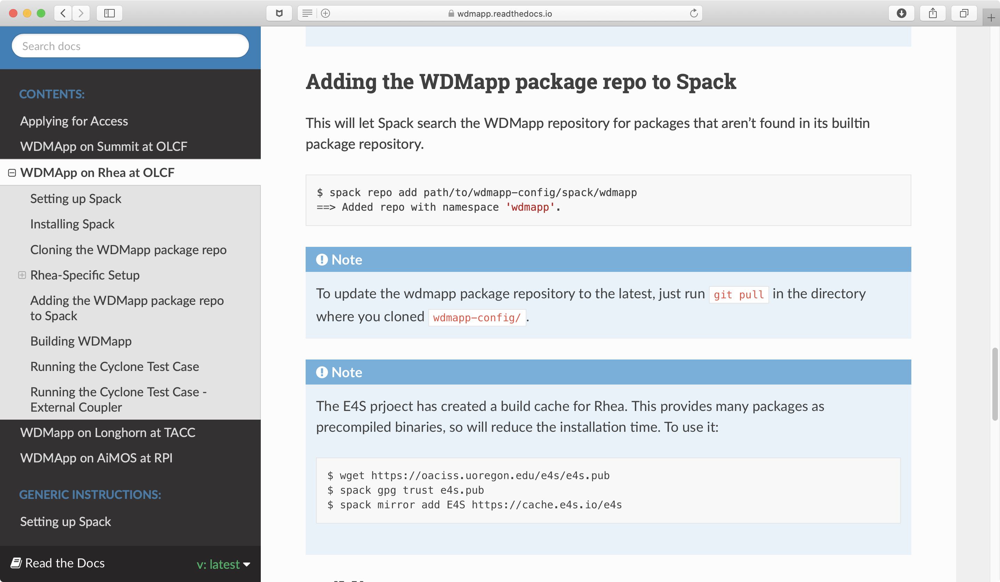 wdmapp.readthedocs.io
Search docs
CONTENTS:
Applying for Access
WDMApp on Summit at OLCF
WDMApp on Rhea at OLCF
Setting up Spack
Installing Spack
Cloning the WDMapp package repo
Rhea-Specific Setup
Adding the WDMapp package repo
to Spack
Building WDMapp
Running the Cyclone Test Case
Running the Cyclone Test Case -
External Coupler
WDMapp on Longhorn at TACC
WDMApp on AiMOS at RPI
GENERIC INSTRUCTIONS:
Setting up Spack
Read the Docs
v: latest
Adding the WDMapp package repo to Spack
This will let Spack search the WDMapp repository for packages that aren’t found in its builtin
package repository.
$ spack repo add path/to/wdmapp-config/spack/wdmapp
==> Added repo with namespace 'wdmapp'.
Note
To update the wdmapp package repository to the latest, just run git pull in the directory
where you cloned wdmapp-config/ .
Note
The E4S prjoect has created a build cache for Rhea. This provides many packages as
precompiled binaries, so will reduce the installation time. To use it:
$ wget https://oaciss.uoregon.edu/e4s/e4s.pub
$ spack gpg trust e4s.pub
$ spack mirror add E4S https://cache.e4s.io/e4s